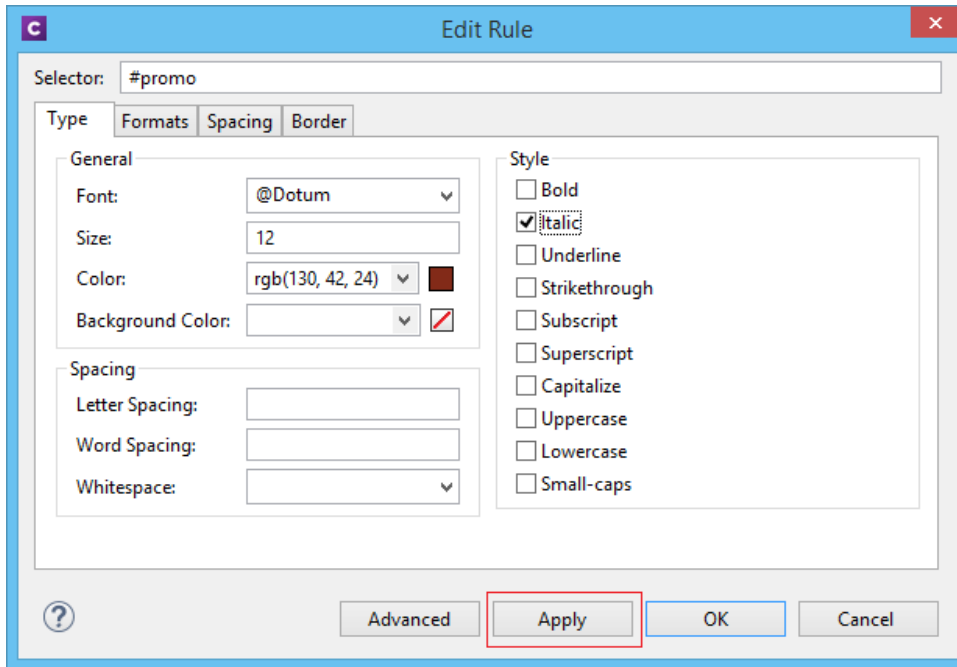 C
Edit Rule
Selector: #promo
Type Formats Spacing Border
General
Font: @Dotum
Size: 12
Color: rgb(130, 42, 24)
Background Color:
Spacing
Letter Spacing:
Word Spacing:
Whitespace:
Style
Bold
Italic
Underline
Strikethrough
Subscript
Superscript
Capitalize
Uppercase
Lowercase
Small-caps
? Advanced Apply OK Cancel